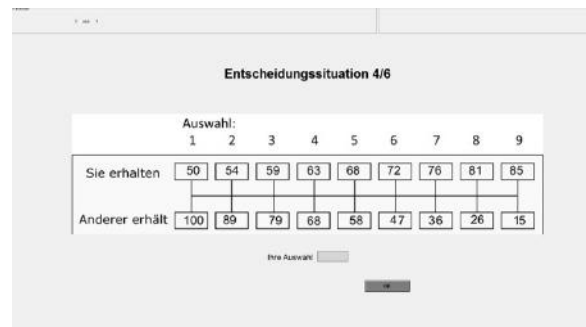 Entscheidungssituation 4/6
Auswahl:
1 2 3 4 5 6 7 8 9
Sie erhalten 50 54 59 63 68 72 76 81 85
Anderer erhält 100 89 79 68 58 47 36 26 15
Ihre Auswahl